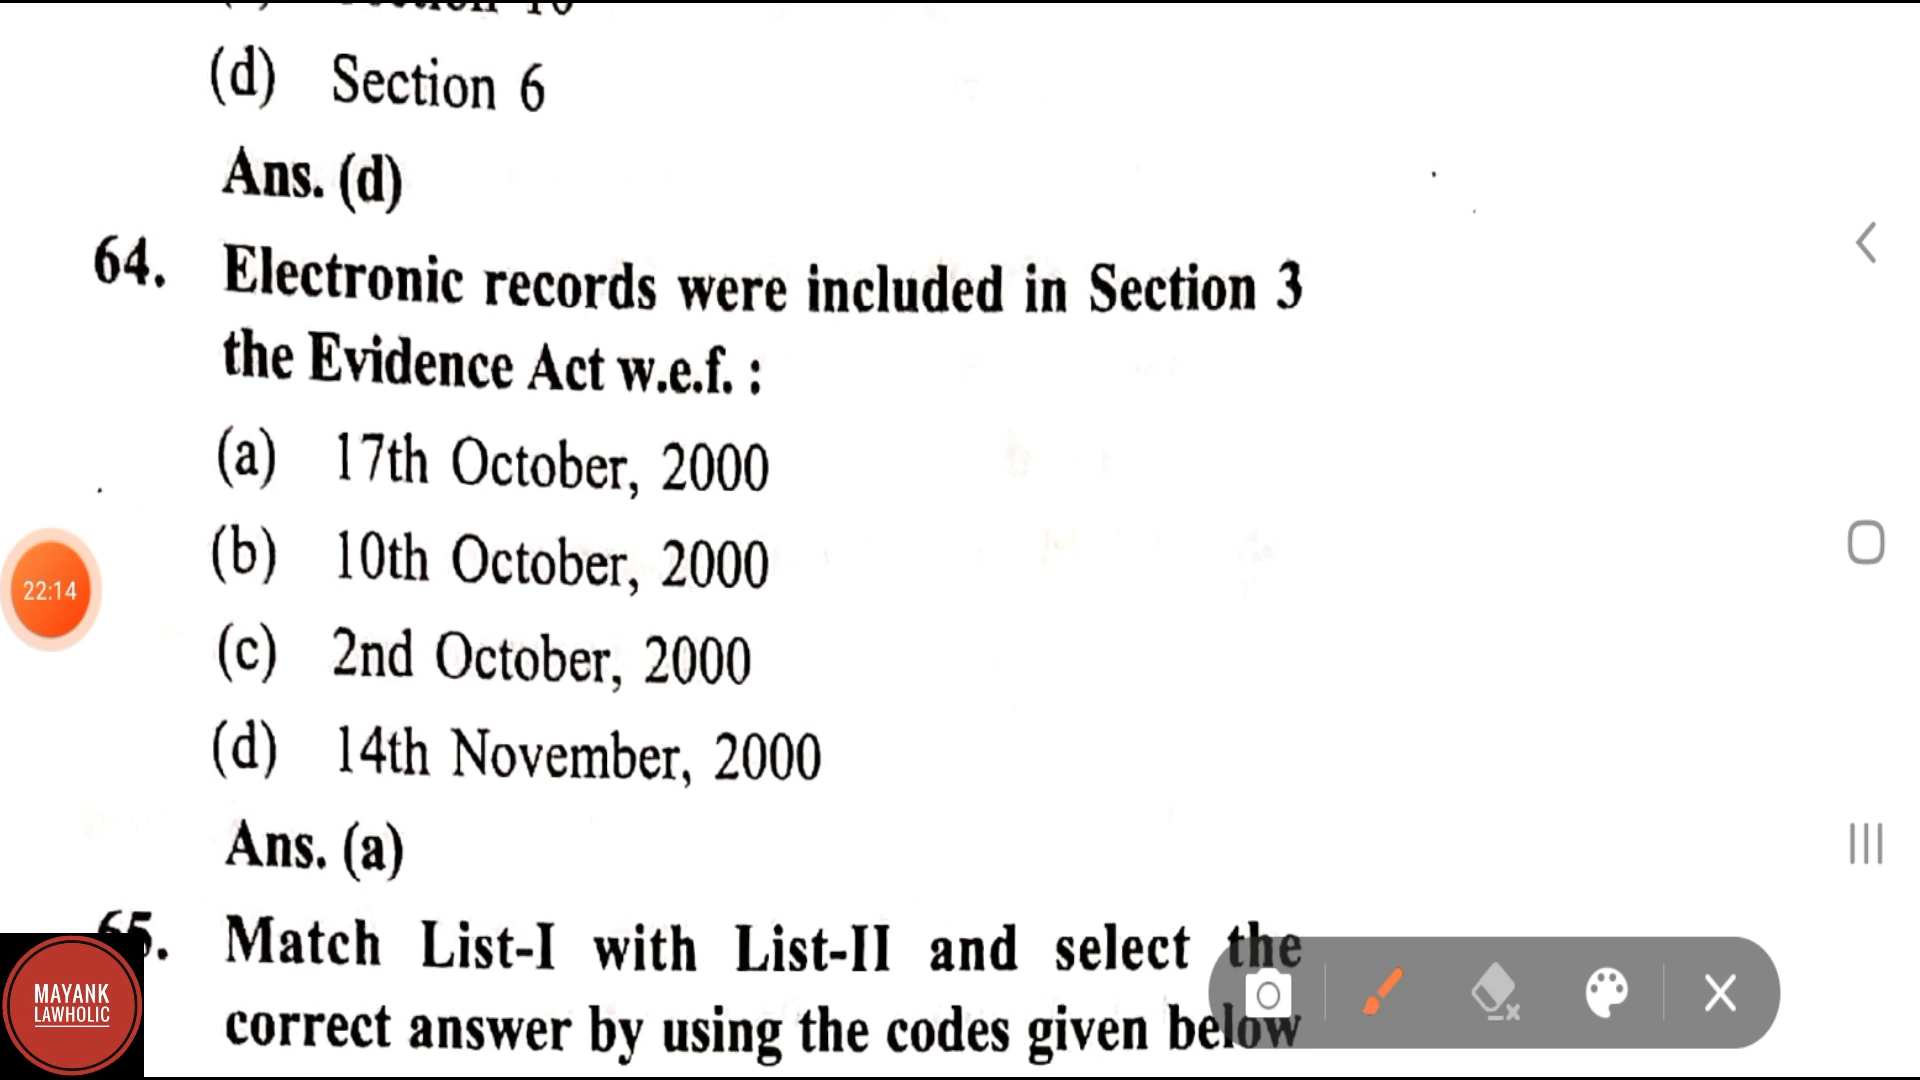 (d) Section 6
Ans. (d)
64. Electronic records were included in Section 3
the Evidence Act w.e.f. :
(a) 17th October, 2000
(b) 10th October, 2000
22:14
(c) 2nd October, 2000
(d) 14th November, 2000
Ans. (a)
65. Match List-I with List-II and select the
correct answer by using the codes given below
MAYANK
LAWHOLIC